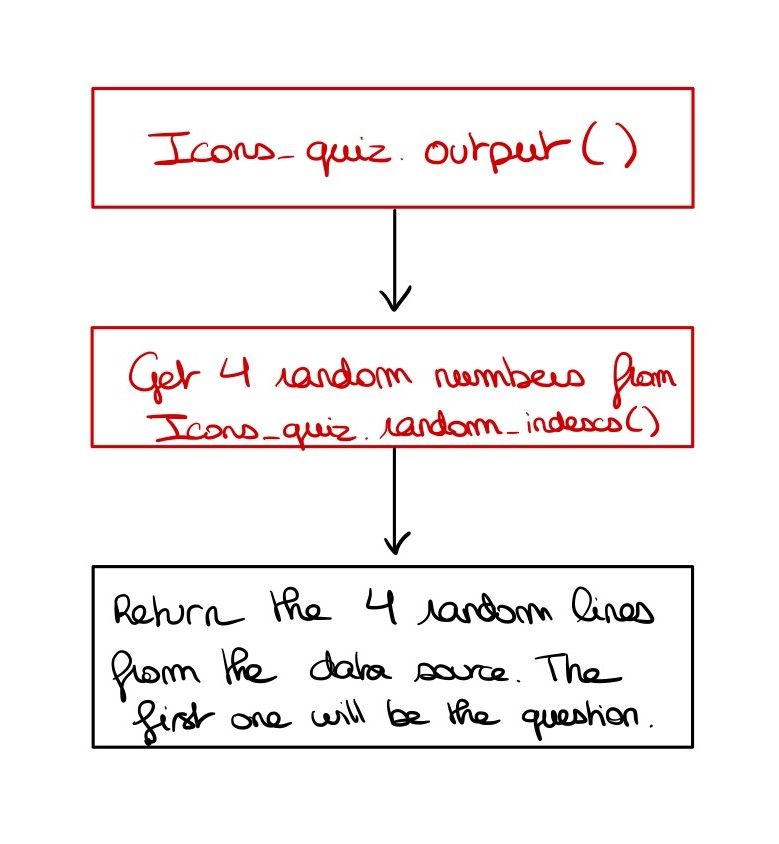 Icons_quiz.output()
Get 4 random numbers from
Icons_quiz.random_indexs()
Return the 4 random lines
from the data source. The
first one will be the question.